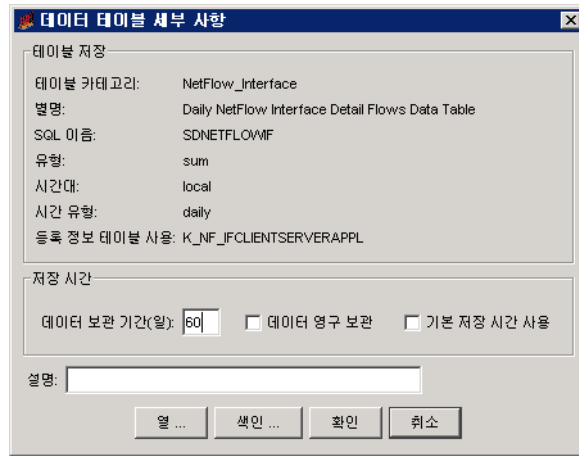 데이터 테이블 세부 사항
테이블 저장
테이블 카테고리: NetFlow_Interface
별명: Daily NetFlow Interface Detail Flows Data Table
SQL 이름: SDNETFLOWIF
유형: sum
시간대: local
시간 유형: daily
등록 정보 테이블 사용: K_NF_IFCLIENTSERVERAPPL
저장 시간
데이터 보관 기간(일): 60 데이터 영구 보관 기본 저장 시간 사용
설명:
열 ... 색인 ... 확인 취소